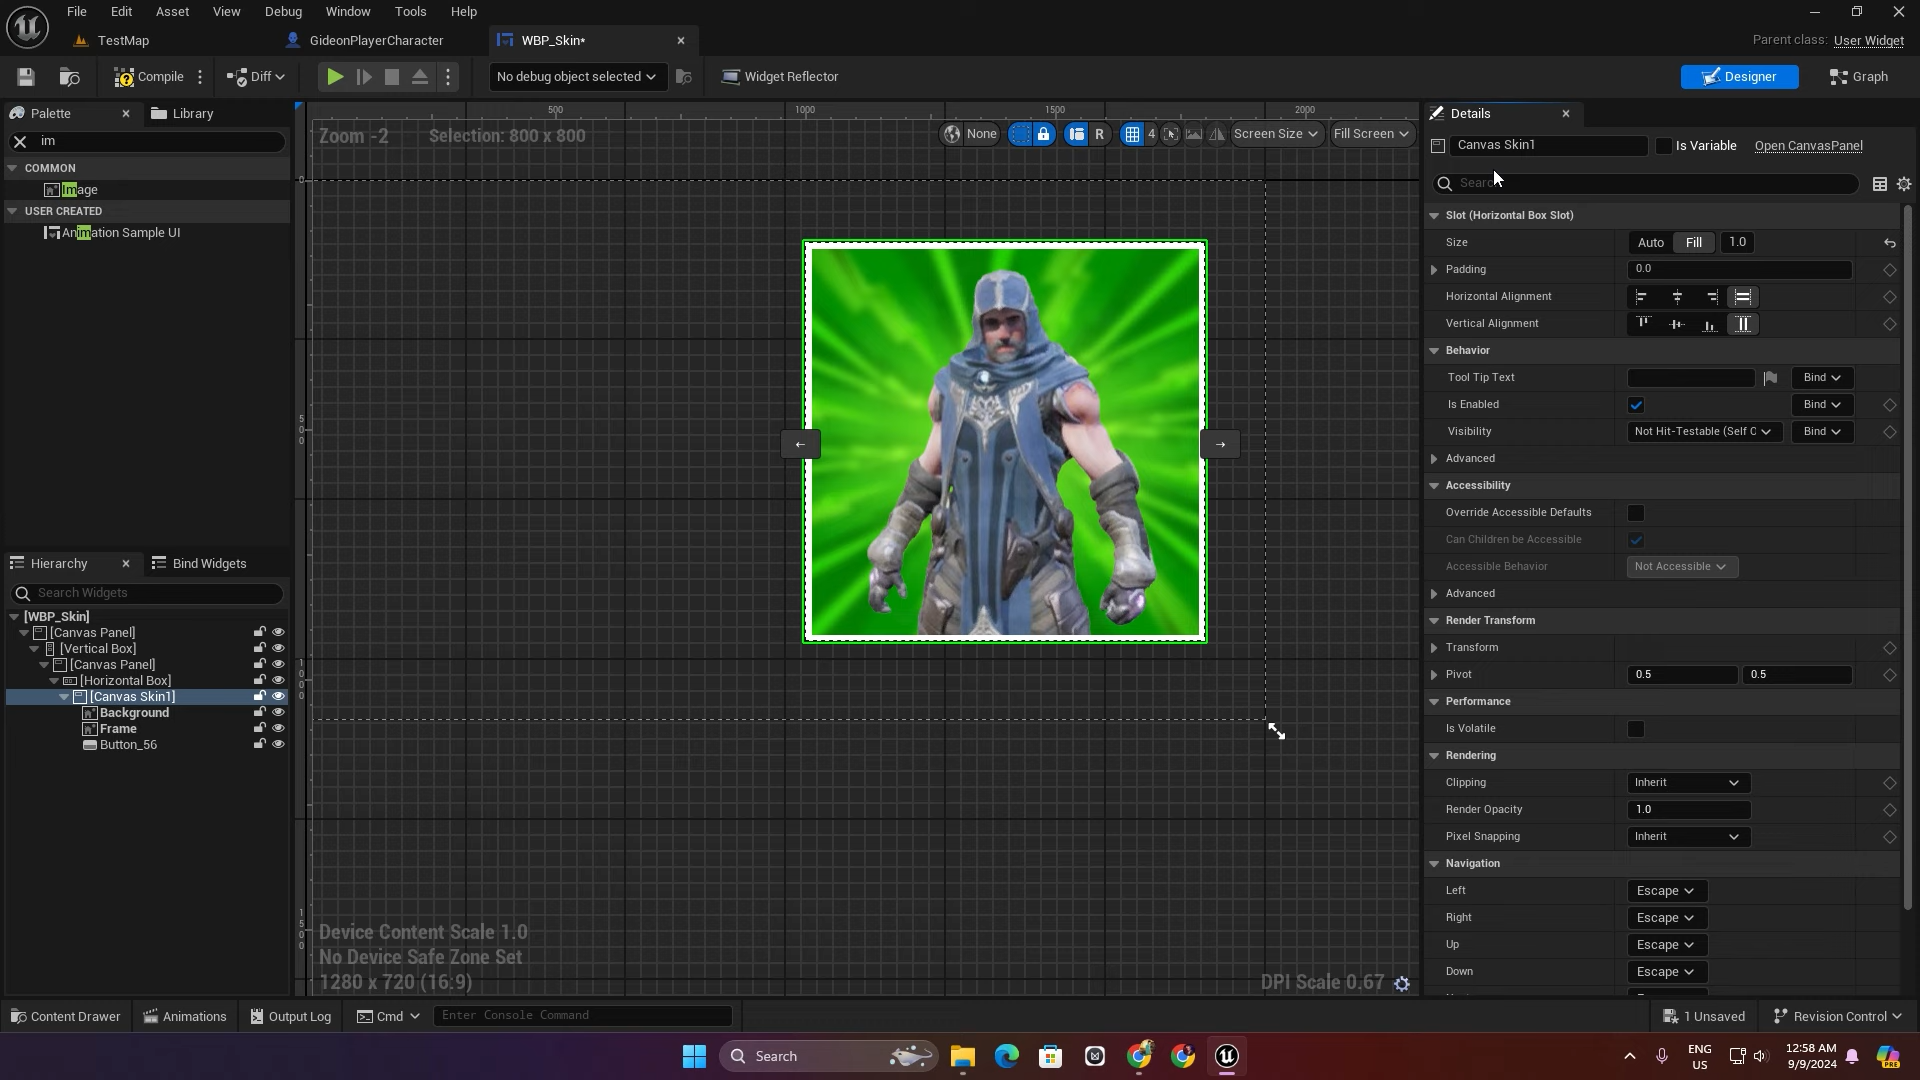 File Edit Asset View Debug Window Tools Help
TestMap GideonPlayerCharacter WBP_Skin*
Parent class: User Widget
Compile Diff No debug object selected Widget Reflector Designer Graph
Palette Library
im
COMMON
Image
USER CREATED
Animation Sample UI
Hierarchy Bind Widgets
Search Widgets
[WBP_Skin]
[Canvas Panel]
[Vertical Box]
[Canvas Panel]
[Horizontal Box]
[Canvas Skin1]
Background
Frame
Button_56
500 1000 1500 2000
Zoom -2 Selection: 800 x 800
None 4 R Screen Size Fill Screen
0
500
1000
1500
Device Content Scale 1.0
No Device Safe Zone Set
1280 x 720 (16:9)
DPI Scale 0.67
Details
Canvas Skin1 Is Variable Open CanvasPanel
Search
Slot (Horizontal Box Slot)
Size Auto Fill 1.0
Padding 0.0
Horizontal Alignment
Vertical Alignment
Behavior
Tool Tip Text Bind
Is Enabled Bind
Visibility Not Hit-Testable (Self C Bind
Advanced
Accessibility
Override Accessible Defaults
Can Children be Accessible
Accessible Behavior Not Accessible
Advanced
Render Transform
Transform
Pivot 0.5 0.5
Performance
Is Volatile
Rendering
Clipping Inherit
Render Opacity 1.0
Pixel Snapping Inherit
Navigation
Left Escape
Right Escape
Up Escape
Down Escape
Content Drawer Animations Output Log Cmd Enter Console Command 1 Unsaved Revision Control
Search
ENG
US
12:58 AM
9/9/2024
PRE